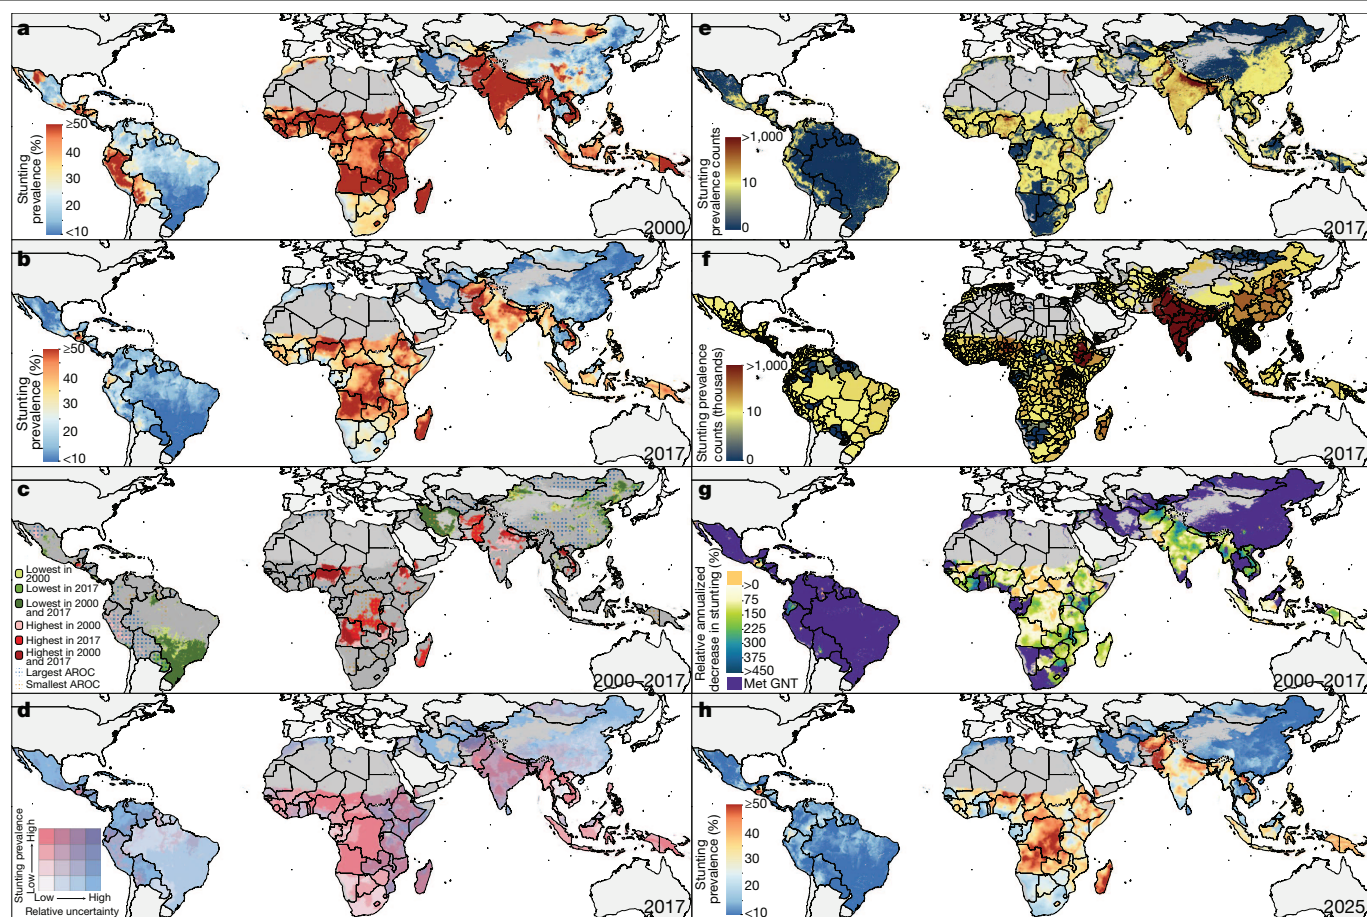 a
Stunting
prevalence (%)
≥50
40
30
20
<10
2000
b
Stunting
prevalence (%)
≥50
40
30
20
<10
2017
c
Lowest in
2000
Lowest in 2017
Lowest in 2000
and 2017
Highest in 2000
Highest in 2017
Highest in 2000
and 2017
Largest AROC
Smallest AROC
2000–2017
d
Stunting prevalence
Low
High
Low
High
Relative uncertainty
2017
e
Stunting
prevalence counts
>1,000
10
0
2017
f
Stunting prevalence
counts (thousands)
>1,000
10
0
2017
g
Relative annualized
decrease in stunting (%)
>0
75
150
225
300
375
>450
Met GNT
2000–2017
h
Stunting
prevalence (%)
≥50
40
30
20
<10
2025